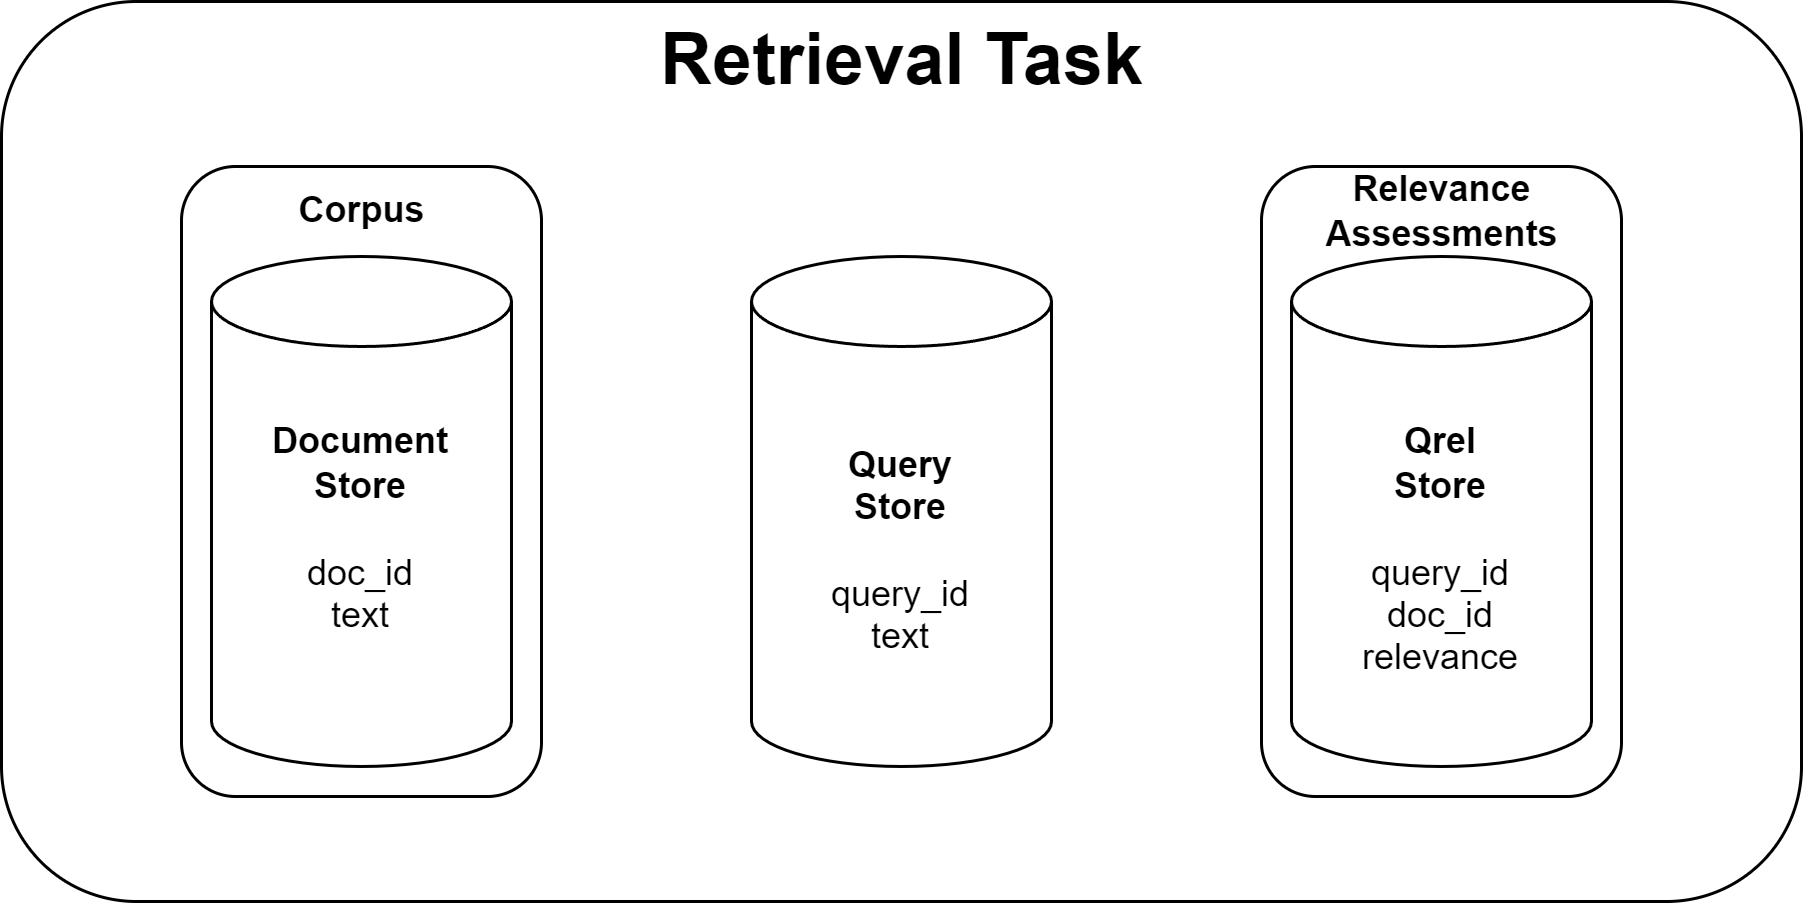 Retrieval Task
Corpus
Document
Store
doc_id
text
Query
Store
query_id
text
Relevance
Assessments
Qrel
Store
query_id
doc_id
relevance